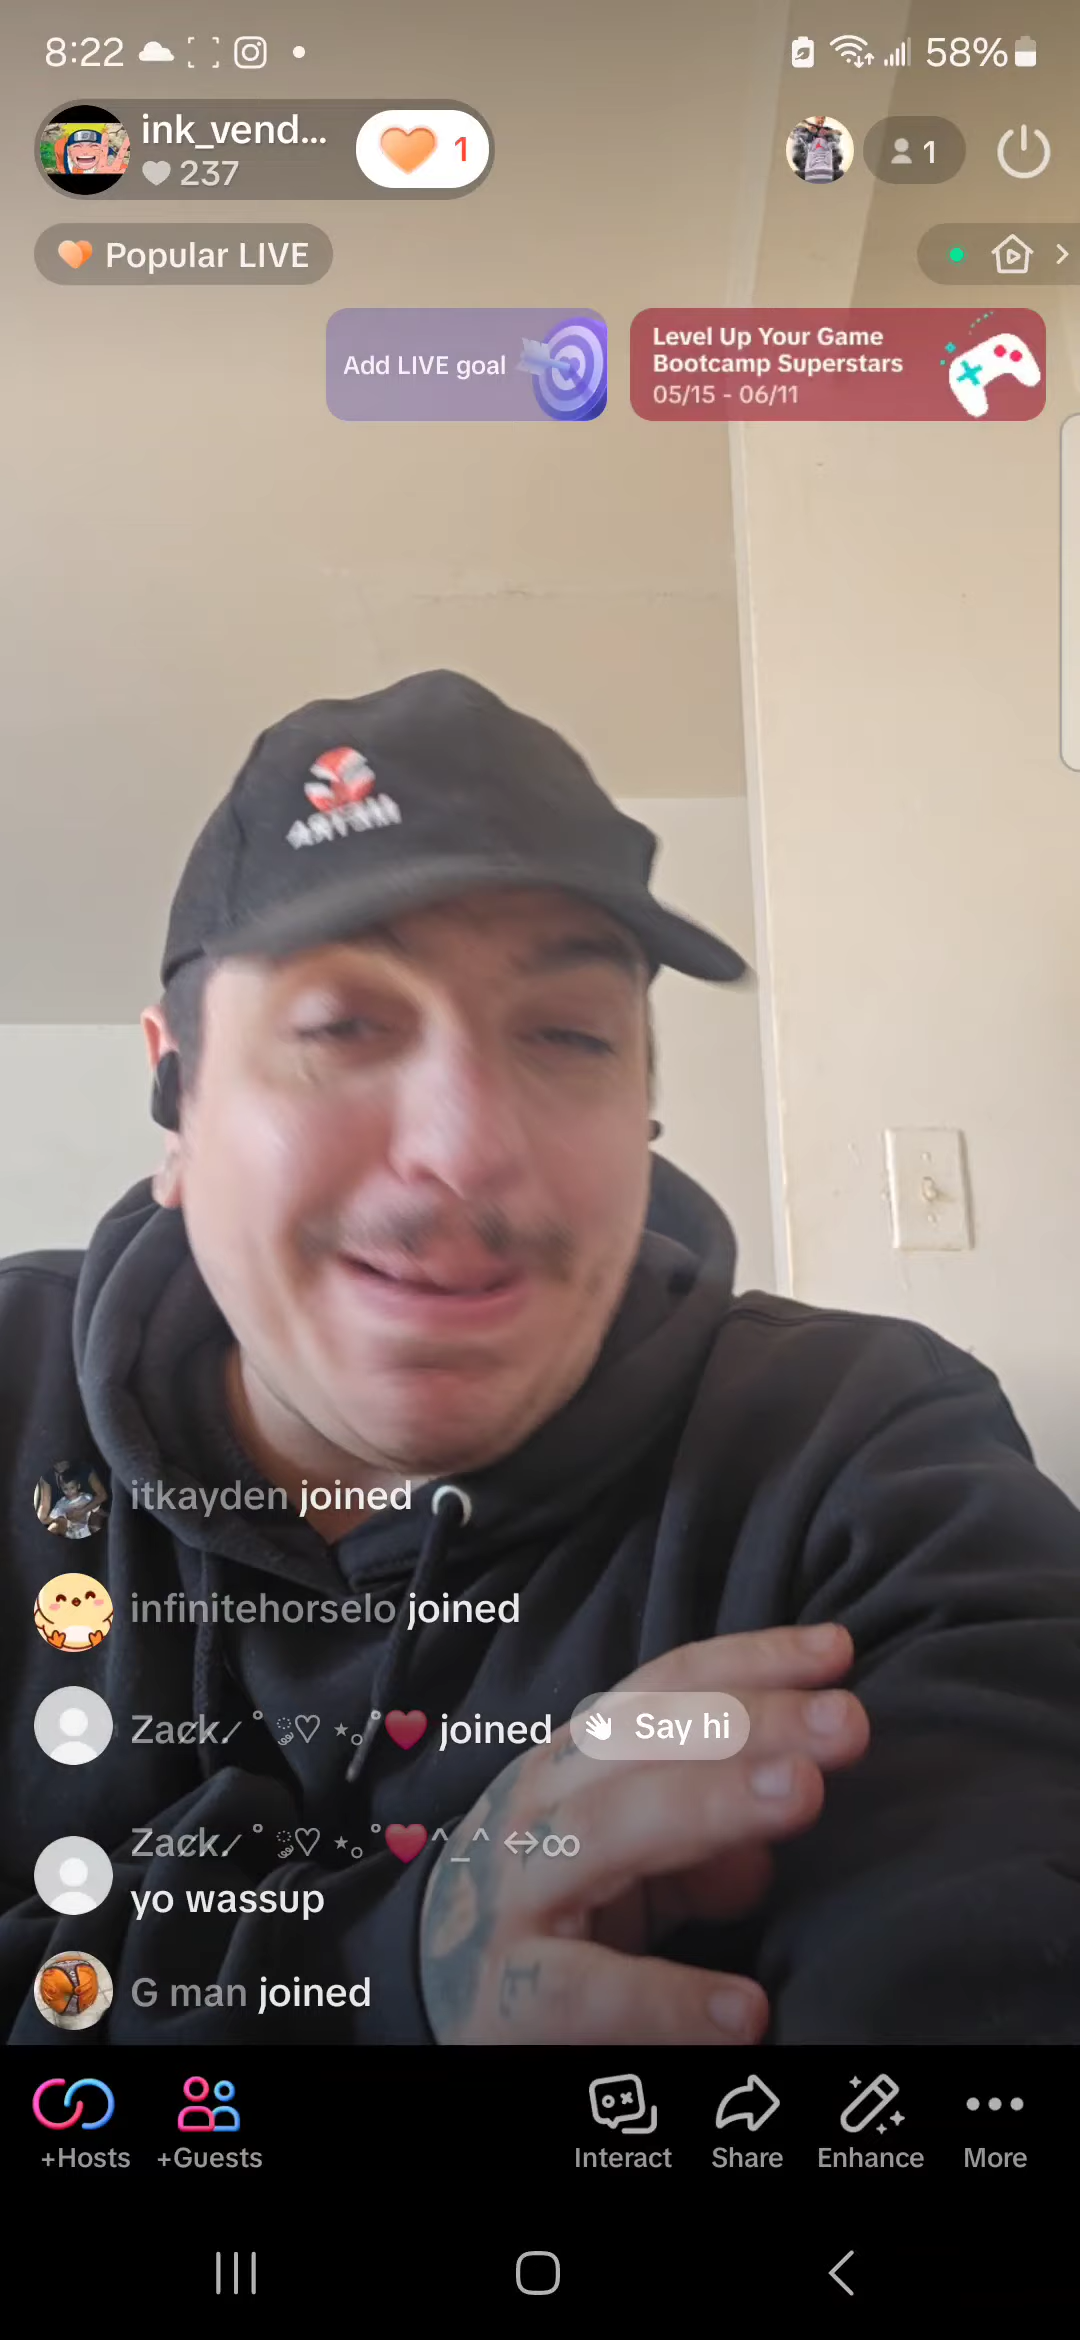 8:22
58%
ink_vend...
1
237
1
Popular LIVE
Add LIVE goal
Level Up Your Game
Bootcamp Superstars
05/15 - 06/11
itkayden joined
infinitehorselo joined
Zack joined
Say hi
Zack ^_^ ↔∞
yo wassup
G man joined
+Hosts
+Guests
Interact
Share
Enhance
More